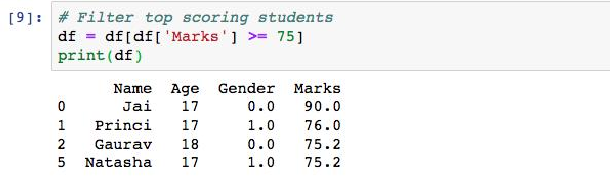 [9]: # Filter top scoring students
df = df[df['Marks'] >= 75]
print(df)
Name Age Gender Marks
0 Jai 17 0.0 90.0
1 Princi 17 1.0 76.0
2 Gaurav 18 0.0 75.2
5 Natasha 17 1.0 75.2